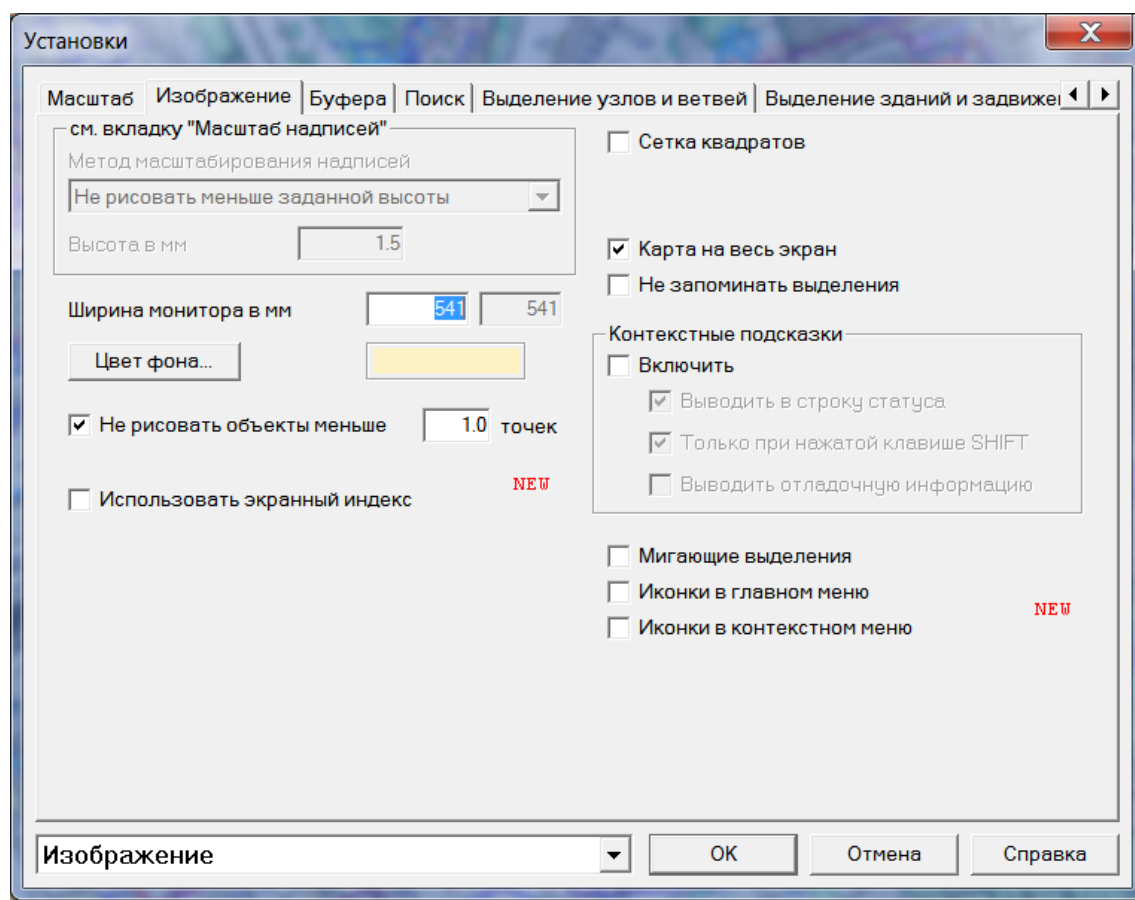 Установки
X
Масштаб Изображение Буфера Поиск Выделение узлов и ветвей Выделение зданий и задвижe
см. вкладку "Масштаб надписей"
Метод масштабирования надписей
Не рисовать меньше заданной высоты
Высота в мм 1.5
Ширина монитора в мм 541 541
Цвет фона...
Не рисовать объекты меньше 1.0 точек
NEW
Использовать экранный индекс
Сетка квадратов
Карта на весь экран
Не запоминать выделения
Контекстные подсказки
Включить
Выводить в строку статуса
Только при нажатой клавише SHIFT
Выводить отладочную информацию
Мигающие выделения
Иконки в главном меню
NEW
Иконки в контекстном меню
Изображение OK Отмена Справка